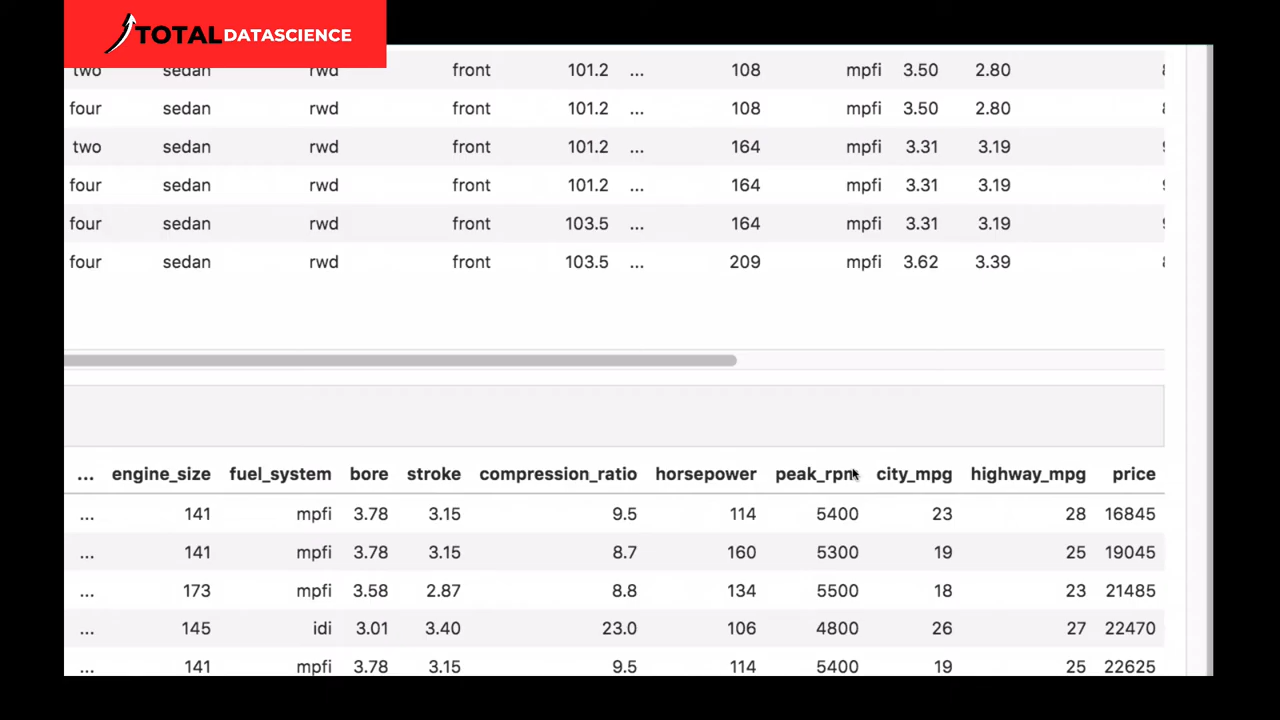 TOTAL DATASCIENCE
two sedan rwd front 101.2 ... 108 mpfi 3.50 2.80
four sedan rwd front 101.2 ... 108 mpfi 3.50 2.80
two sedan rwd front 101.2 ... 164 mpfi 3.31 3.19
four sedan rwd front 101.2 ... 164 mpfi 3.31 3.19
four sedan rwd front 103.5 ... 164 mpfi 3.31 3.19
four sedan rwd front 103.5 ... 209 mpfi 3.62 3.39
... engine_size fuel_system bore stroke compression_ratio horsepower peak_rpm city_mpg highway_mpg price
... 141 mpfi 3.78 3.15 9.5 114 5400 23 28 16845
... 141 mpfi 3.78 3.15 8.7 160 5300 19 25 19045
... 173 mpfi 3.58 2.87 8.8 134 5500 18 23 21485
... 145 idi 3.01 3.40 23.0 106 4800 26 27 22470
... 141 mpfi 3.78 3.15 9.5 114 5400 19 25 22625